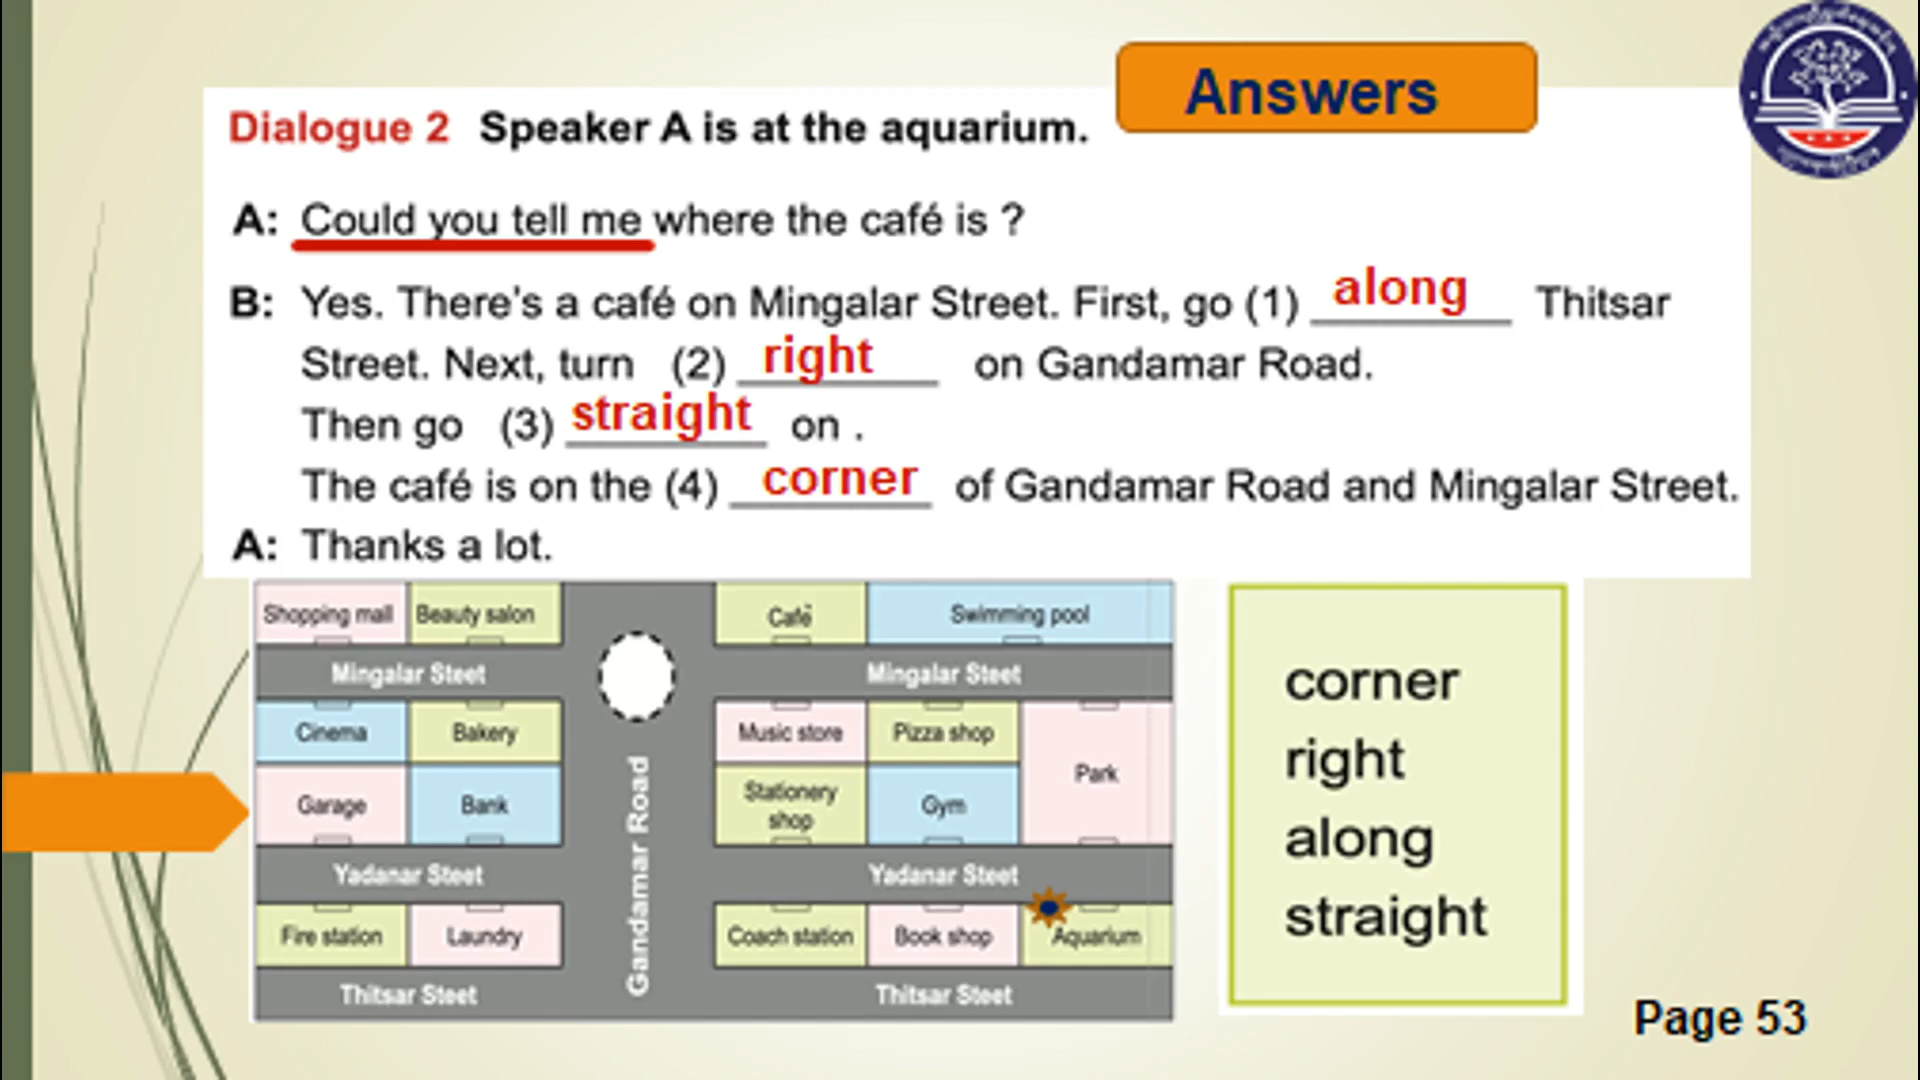 Answers
Dialogue 2 Speaker A is at the aquarium.
A: Could you tell me where the café is ?
B: Yes. There's a café on Mingalar Street. First, go (1) along Thitsar
Street. Next, turn (2) right on Gandamar Road.
Then go (3) straight on .
The café is on the (4) corner of Gandamar Road and Mingalar Street.
A: Thanks a lot.
Shopping mall Beauty salon Café Swimming pool
Mingalar Steet Mingalar Steet
Cinema Bakery Music store Pizza shop
Park
Garage Bank Stationery shop Gym
Gandamar Road
Yadanar Steet Yadanar Steet
Fire station Laundry Coach station Book shop Aquarium
Thitsar Steet Thitsar Steet
corner
right
along
straight
Page 53